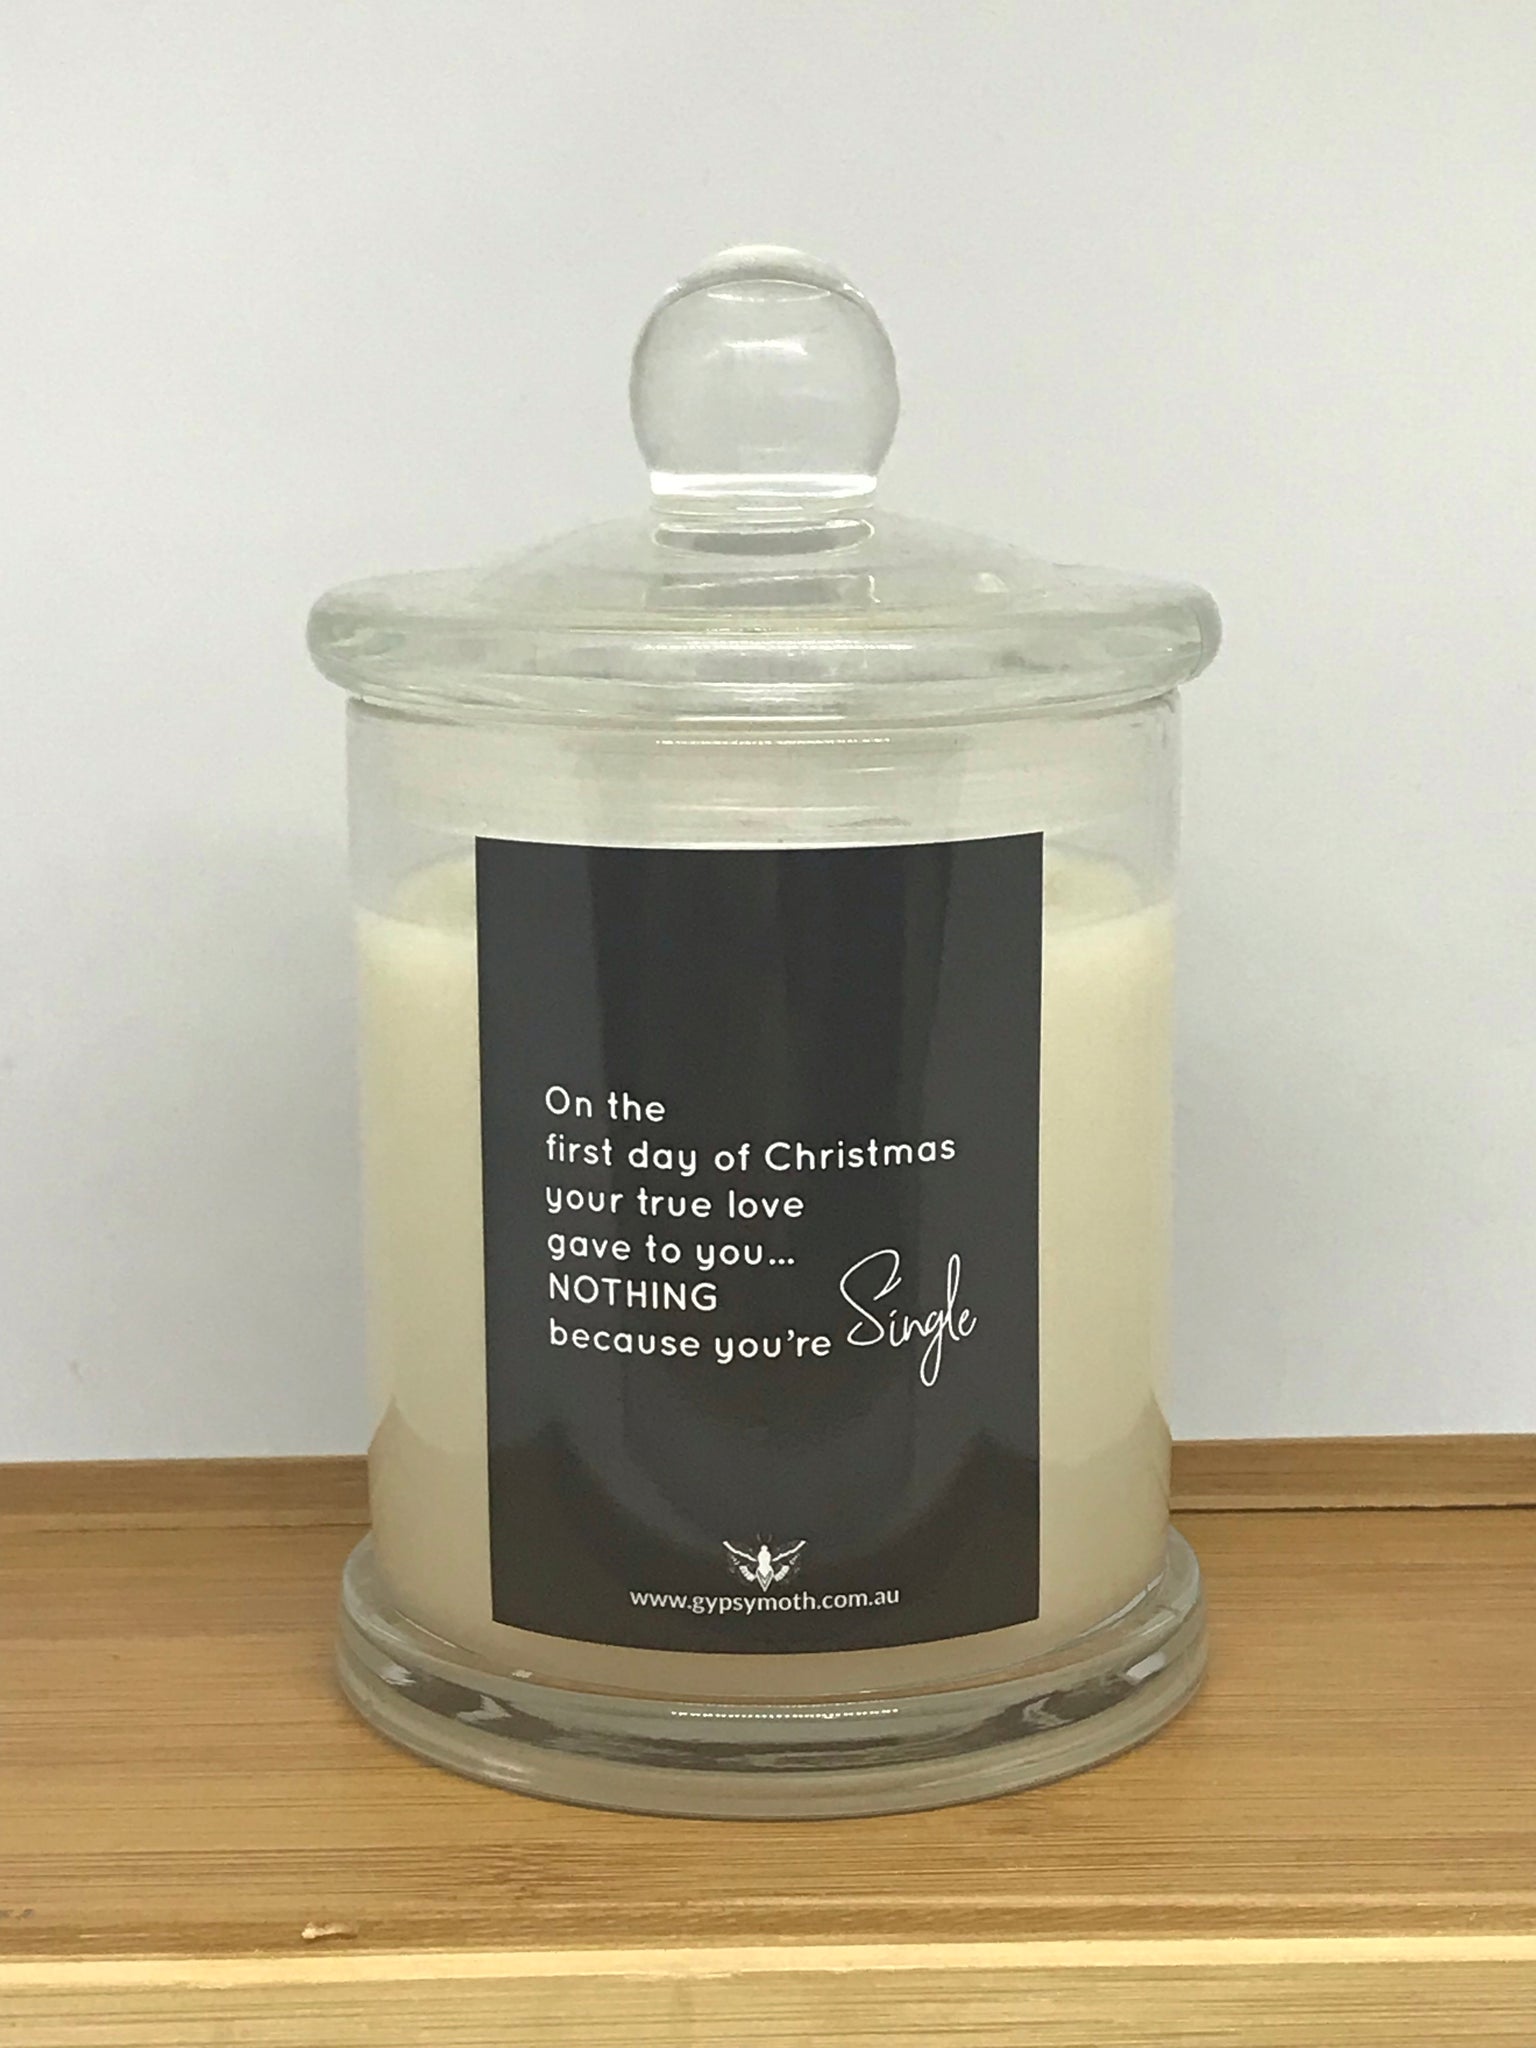 On the
first day of Christmas
your true love
gave to you...
NOTHING
because you're Single
www.gypsymoth.com.au